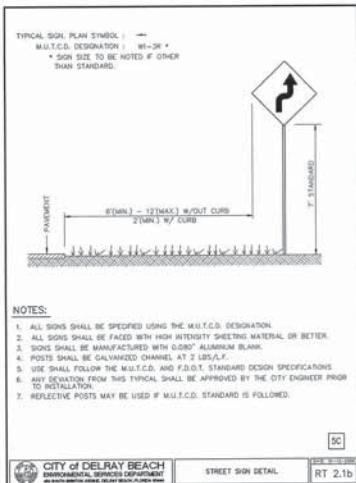 TYPICAL SIGN, PLAN SYMBOL :
M.U.T.C.D. DESIGNATION : W1-3R *
* SIGN SIZE TO BE NOTED IF OTHER
THAN STANDARD.
6'(MIN.) - 12'(MAX.) W/OUT CURB
2'(MIN.) W/ CURB
PAVEMENT
7' STANDARD
NOTES:
1. ALL SIGNS SHALL BE SPECIFIED USING THE M.U.T.C.D. DESIGNATION.
2. ALL SIGNS SHALL BE FACED WITH HIGH INTENSITY SHEETING MATERIAL OR BETTER.
3. SIGNS SHALL BE MANUFACTURED WITH 0.080" ALUMINUM BLANK.
4. POSTS SHALL BE GALVANIZED CHANNEL AT 2 LBS/L.F.
5. USE SHALL FOLLOW THE M.U.T.C.D. AND F.D.O.T. STANDARD DESIGN SPECIFICATIONS
6. ANY DEVIATION FROM THIS TYPICAL SHALL BE APPROVED BY THE CITY ENGINEER PRIOR
TO INSTALLATION.
7. REFLECTIVE POSTS MAY BE USED IF M.U.T.C.D. STANDARD IS FOLLOWED.
5C
CITY of DELRAY BEACH
ENVIRONMENTAL SERVICES DEPARTMENT
STREET SIGN DETAIL
RT 2.1b